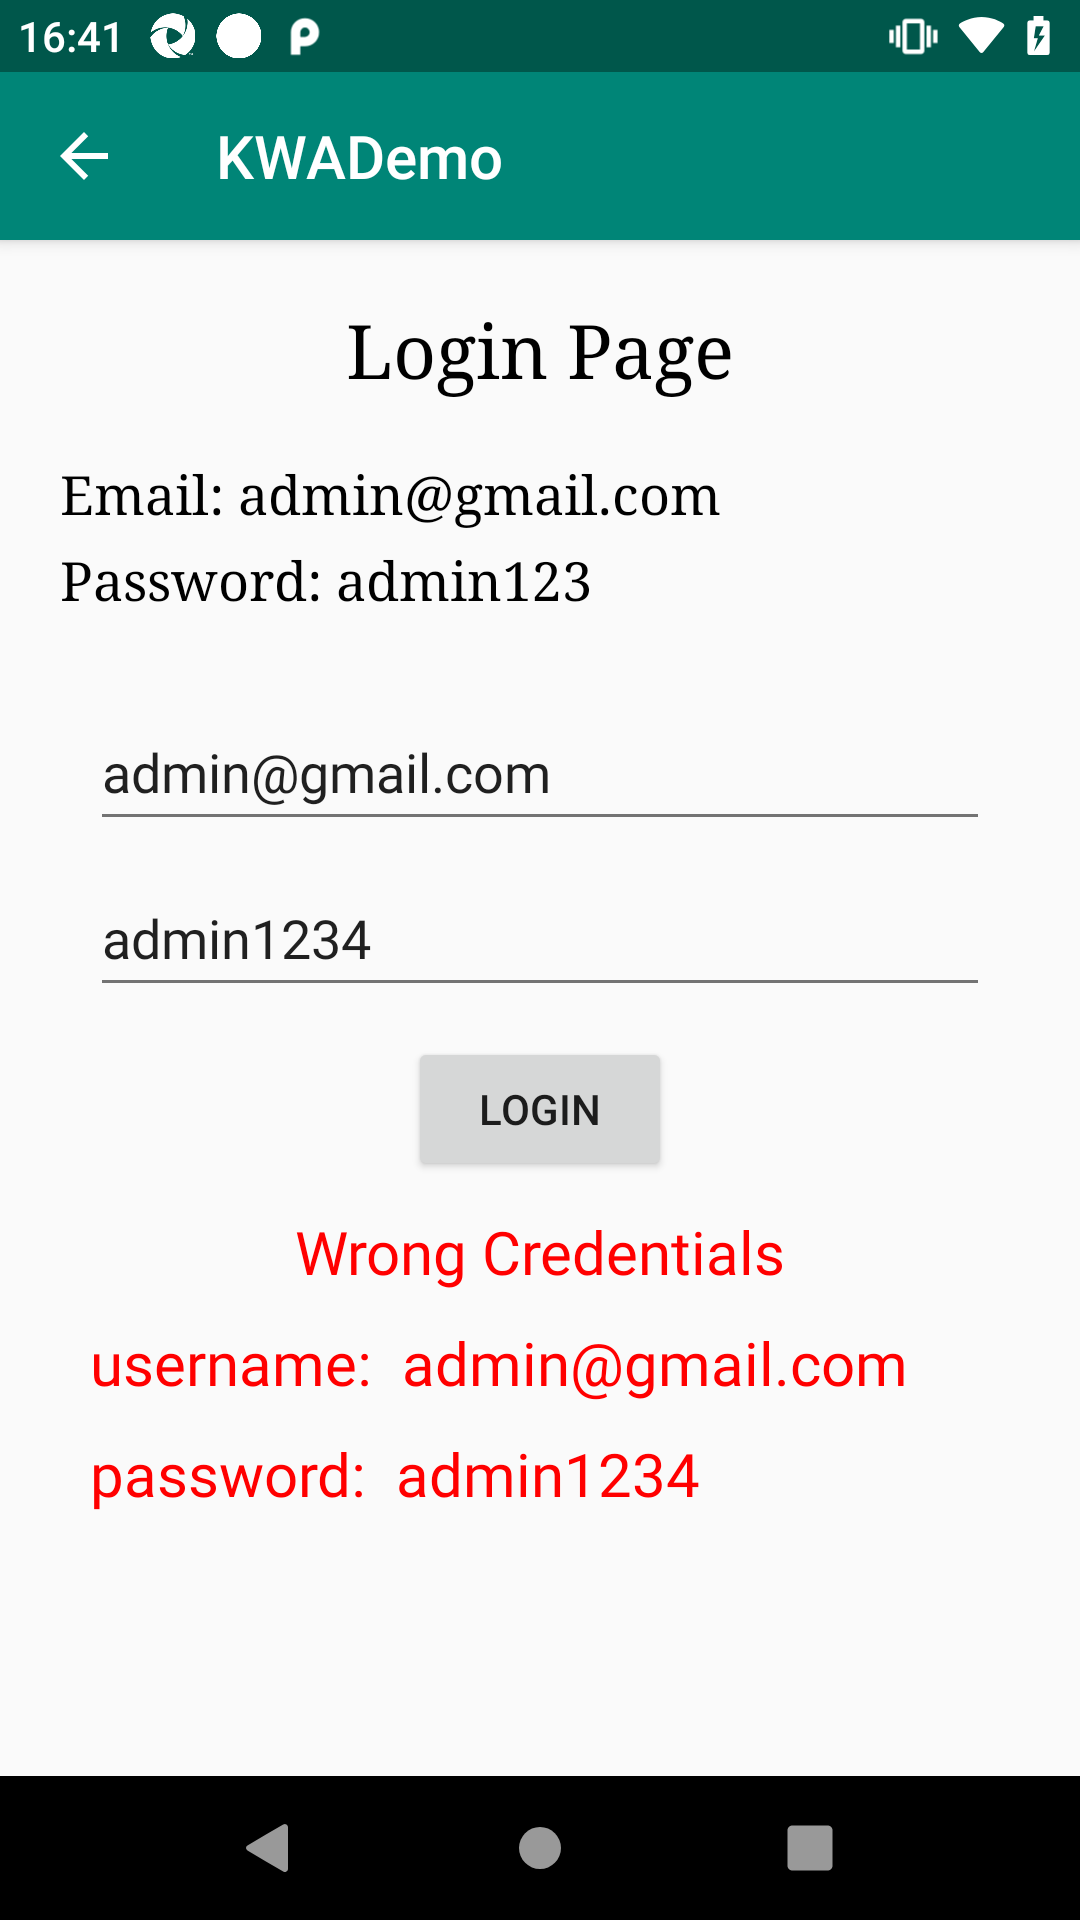 16:41
KWADemo
Login Page
Email: admin@gmail.com
Password: admin123
admin@gmail.com
admin1234
LOGIN
Wrong Credentials
username:  admin@gmail.com
password:  admin1234